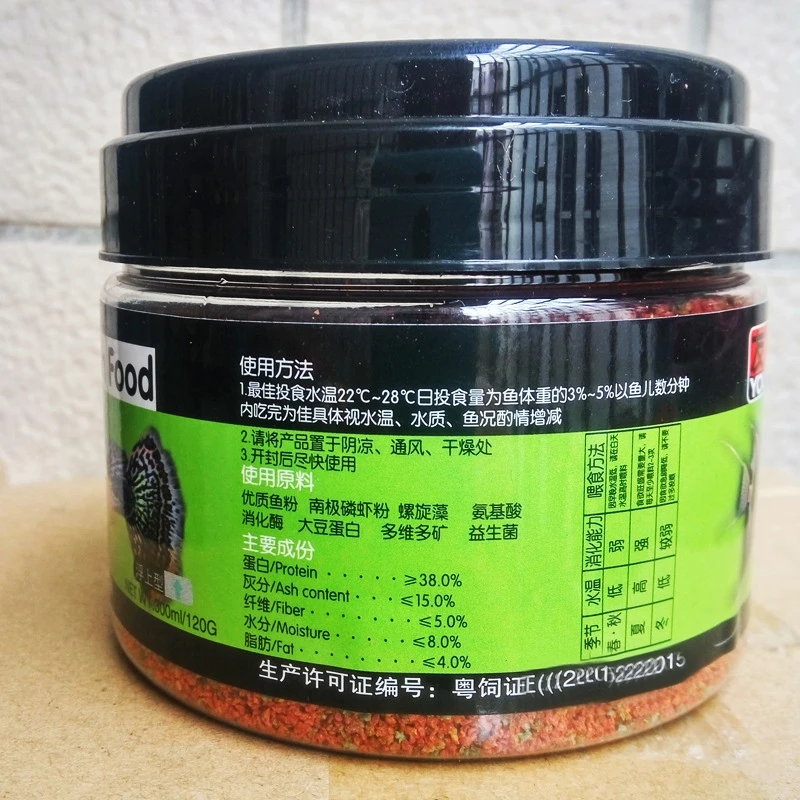 Food
使用方法
1.最佳投食水温22℃~28℃日投食量为鱼体重的3%~5%以鱼儿数分钟
内吃完为佳具体视水温、水质、鱼况酌情增减
2.请将产品置于阴凉、通风、干燥处
3.开封后尽快使用
使用原料
优质鱼粉 南极磷虾粉 螺旋藻 氨基酸
消化酶 大豆蛋白 多维多矿 益生菌
主要成份
蛋白/Protein · · · · · · · ≥38.0%
灰分/Ash content · · · · ≤15.0%
纤维/Fiber · · · · · · · · ≤5.0%
水分/Moisture · · · · · · ≤8.0%
脂肪/Fat · · · · · · · · · ≤4.0%
生产许可证编号：粤饲证
浮上型
300ml/120G
季节 水温 消化能力 喂食方法
春·秋 低 弱
夏 高 强
冬 低 较弱